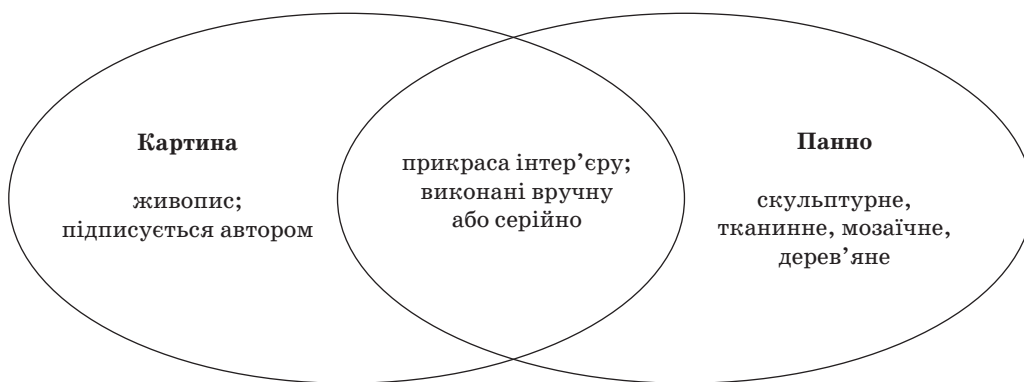 Картина
живопис;
підписується автором
прикраса інтер’єру;
виконані вручну
або серійно
Панно
скульптурне,
тканинне, мозаїчне,
дерев’яне